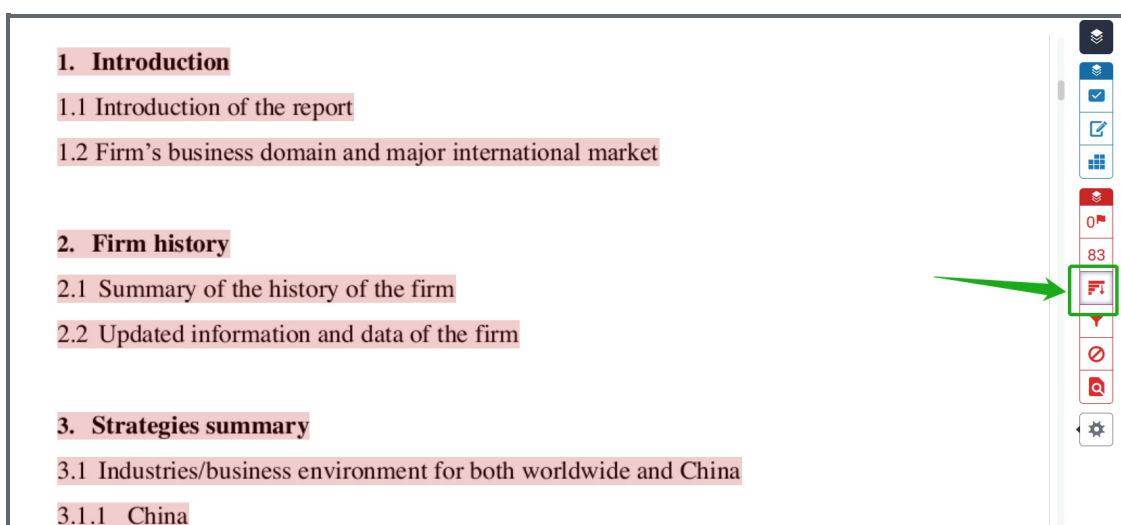 1. Introduction
1.1 Introduction of the report
1.2 Firm's business domain and major international market
2. Firm history
2.1 Summary of the history of the firm
2.2 Updated information and data of the firm
3. Strategies summary
3.1 Industries/business environment for both worldwide and China
3.1.1 China
0
83